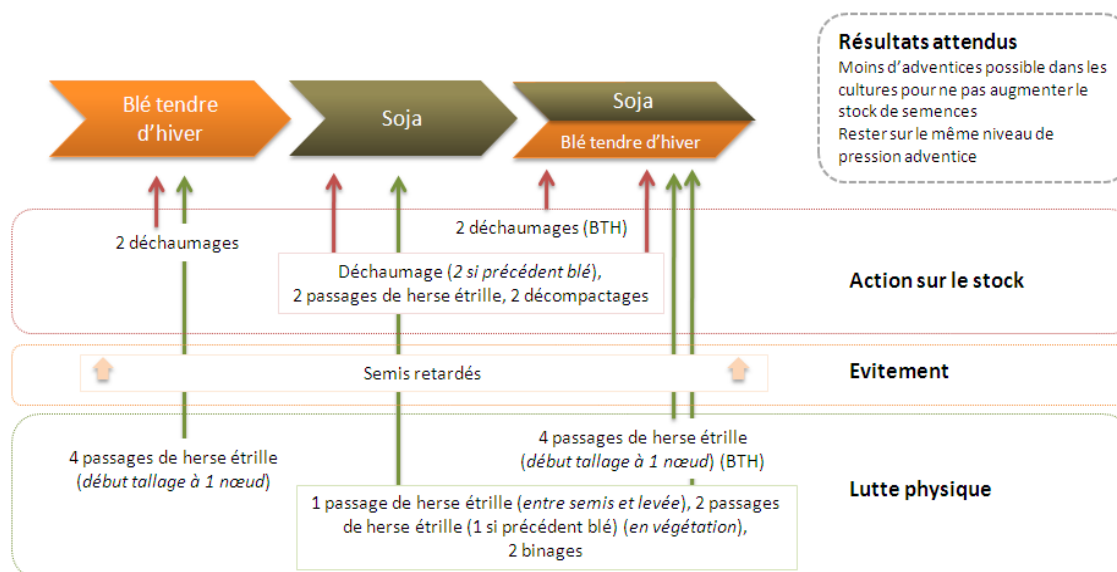 Résultats attendus
Moins d'adventices possible dans les
cultures pour ne pas augmenter le
stock de semences
Rester sur le même niveau de
pression adventice
Blé tendre
d'hiver
Soja
Soja
Blé tendre d'hiver
2 déchaumages
2 déchaumages (BTH)
Déchaumage (2 si précédent blé),
2 passages de herse étrille, 2 décompactages
Action sur le stock
Semis retardés
Evitement
4 passages de herse étrille
(début tallage à 1 nœud)
4 passages de herse étrille
(début tallage à 1 nœud) (BTH)
1 passage de herse étrille (entre semis et levée), 2 passages
de herse étrille (1 si précédent blé) (en végétation),
2 binages
Lutte physique